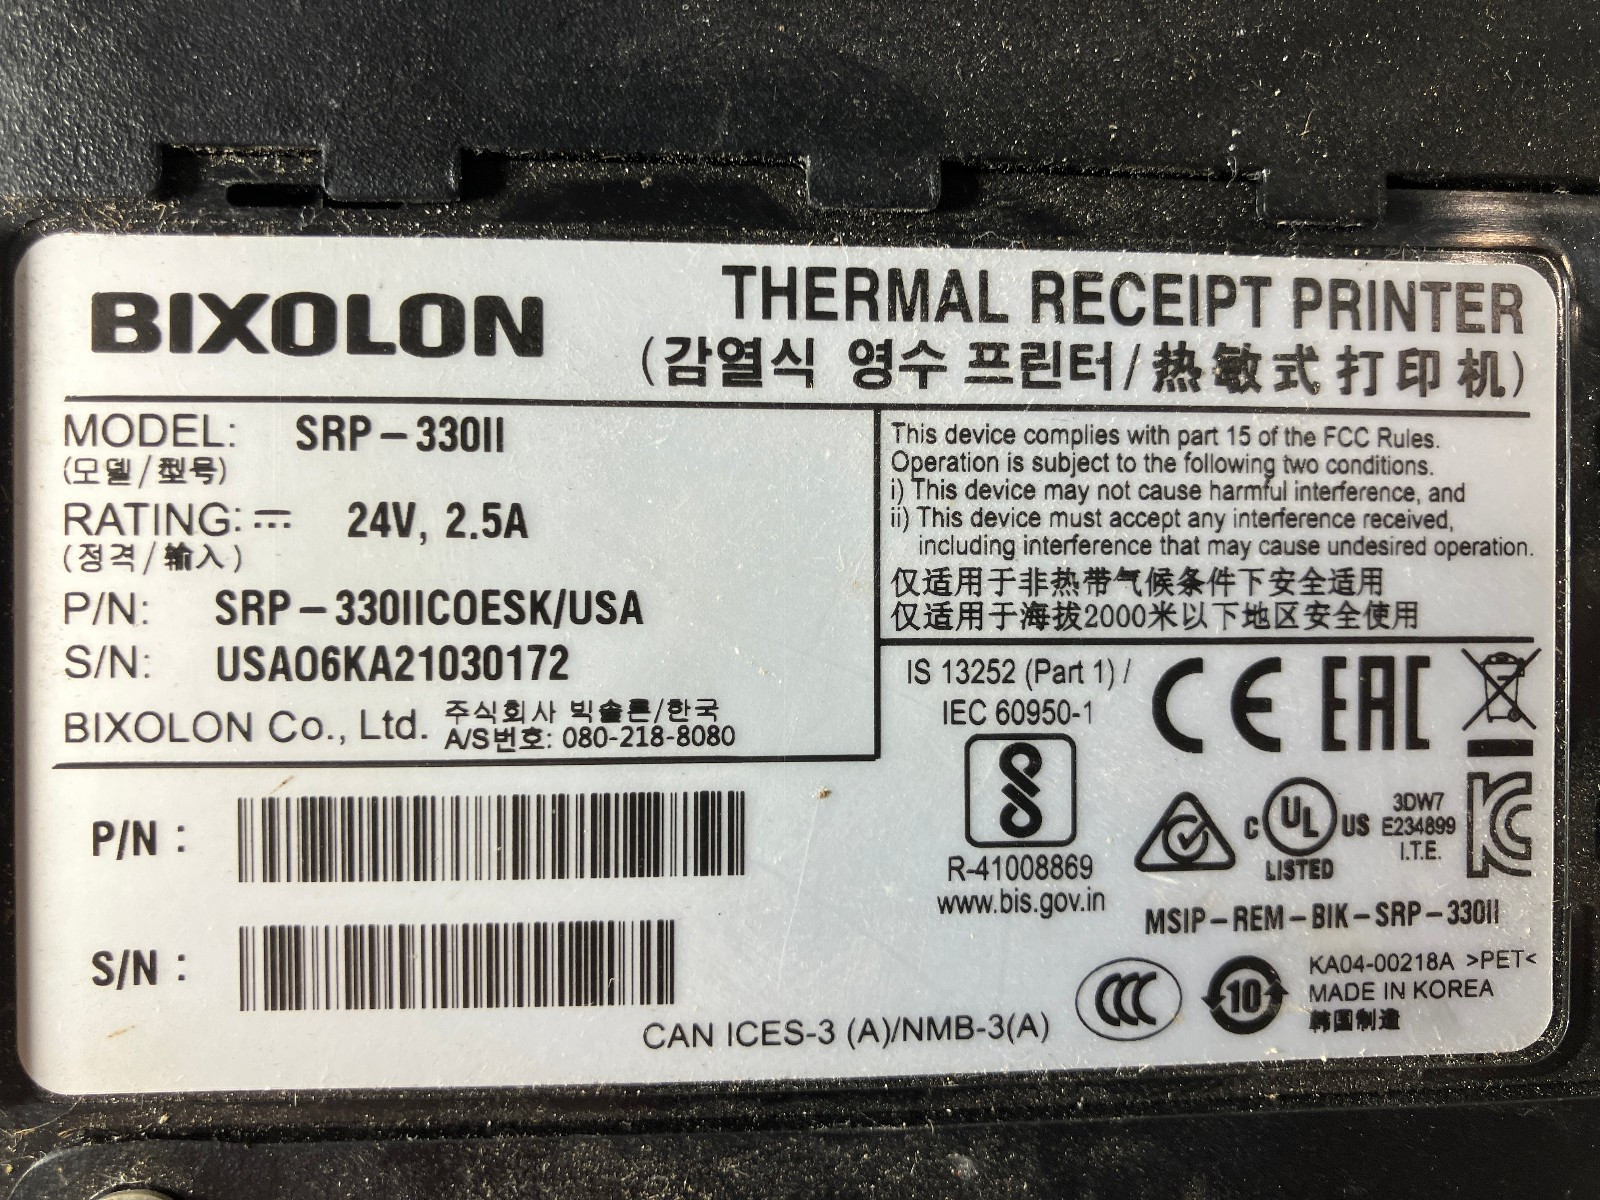 BIXOLON
THERMAL RECEIPT PRINTER
(감열식 영수 프린터/热敏式打印机)
MODEL: SRP-330II
(모델/型号)
RATING: ⎓ 24V, 2.5A
(정격/输入)
P/N: SRP-330IICOESK/USA
S/N: USA06KA21030172
BIXOLON Co., Ltd. 주식회사 빅솔론/한국
A/S번호: 080-218-8080
This device complies with part 15 of the FCC Rules.
Operation is subject to the following two conditions.
i) This device may not cause harmful interference, and
ii) This device must accept any interference received,
including interference that may cause undesired operation.
仅适用于非热带气候条件下安全适用
仅适用于海拔2000米以下地区安全使用
IS 13252 (Part 1) /
IEC 60950-1
CE EAC
R-41008869
www.bis.gov.in
C UL US
LISTED
3DW7
E234899
I.T.E.
KC
MSIP-REM-BIK-SRP-330II
P/N :
S/N :
CAN ICES-3 (A)/NMB-3(A)
CCC
10
KA04-00218A >PET<
MADE IN KOREA
韩国制造